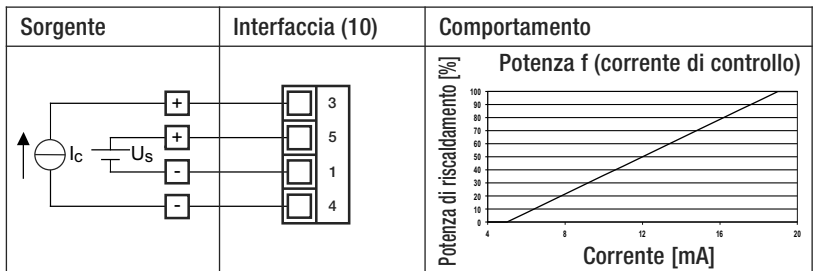 Sorgente
Interfaccia (10)
Comportamento
+
+
-
-
Ic
Us
3
5
1
4
Potenza f (corrente di controllo)
Potenza di riscaldamento [%]
100
90
80
70
60
50
40
30
20
10
0
4 8 12 16 20
Corrente [mA]